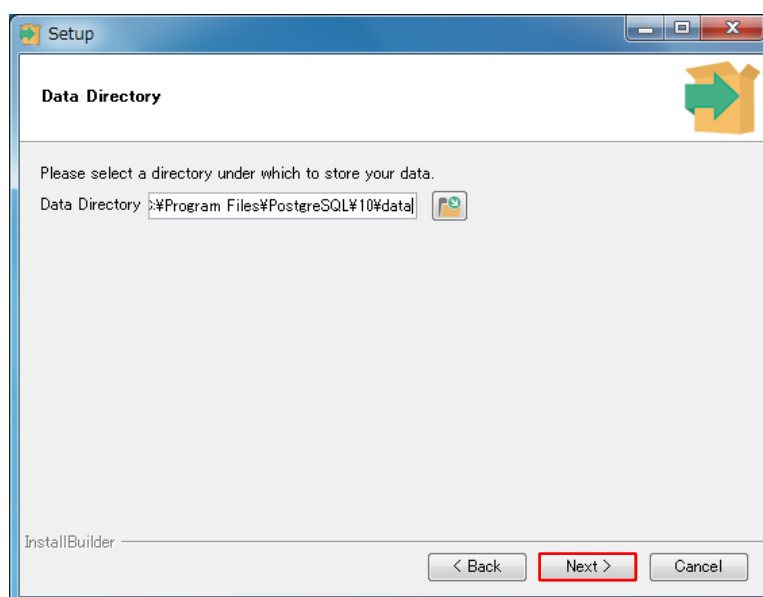 Setup
Data Directory
Please select a directory under which to store your data.
Data Directory :¥Program Files¥PostgreSQL¥10¥data
InstallBuilder
< Back Next > Cancel